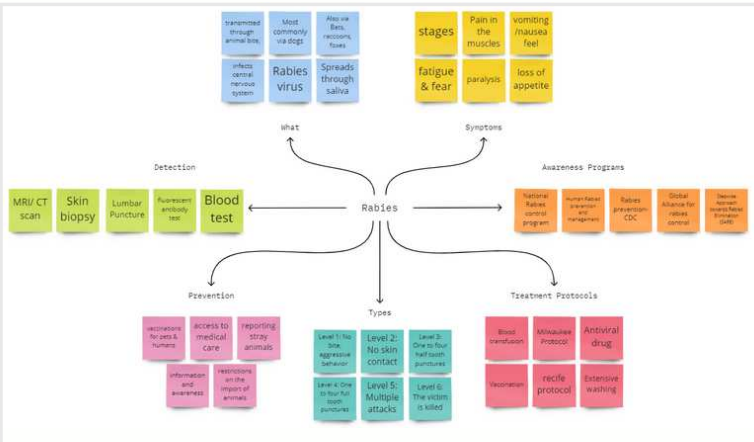 transmitted
through
animal bite,
Most
commonly
via dogs
Also via
Bats,
raccoons,
foxes
infects
central
nervous
system
Rabies
virus
Spreads
through
saliva
What
stages
Pain in
the
muscles
vomiting
/nausea
feel
fatigue
& fear
paralysis
loss of
appetite
Symptoms
Detection
MRI/ CT
scan
Skin
biopsy
Lumbar
Puncture
fluorescent
antibody
test
Blood
test
Rabies
Awareness Programs
National
Rabies
control
program
Human Rabies
prevention
and
management
Rabies
prevention-
CDC
Global
Alliance for
rabies
control
Stepwise
Approach
towards Rabies
Elimination
(SARE)
Prevention
vaccinations
for pets &
humans
access to
medical
care
reporting
stray
animals
information
and
awareness
restrictions
on the
import of
animals
Types
Level 1: No
bite,
aggressive
behavior
Level 2:
No skin
contact
Level 3:
One to four
half tooth
punctures
Level 4: One
to four full
tooth
punctures
Level 5:
Multiple
attacks
Level 6:
The victim
is killed
Treatment Protocols
Blood
transfusion
Milwaukee
Protocol
Antiviral
drug
Vaccination
recife
protocol
Extensive
washing